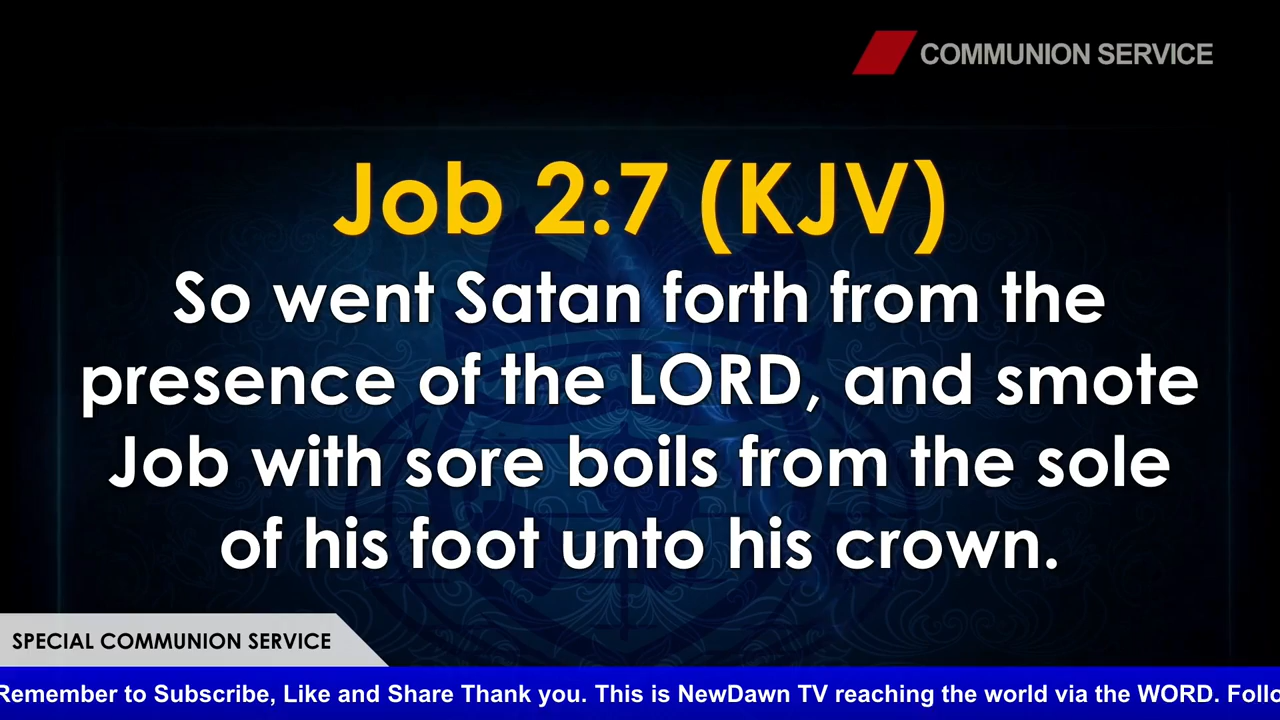 COMMUNION SERVICE
Job 2:7 (KJV)
So went Satan forth from the
presence of the LORD, and smote
Job with sore boils from the sole
of his foot unto his crown.
SPECIAL COMMUNION SERVICE
Remember to Subscribe, Like and Share Thank you. This is NewDawn TV reaching the world via the WORD.